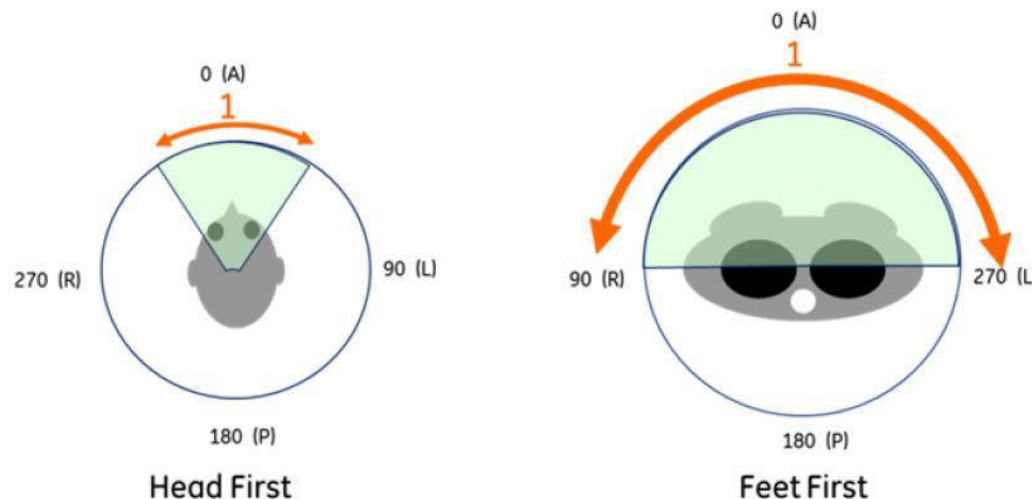 0 (A)
1
270 (R)
90 (L)
180 (P)
Head First
0 (A)
1
90 (R)
270 (L
180 (P)
Feet First